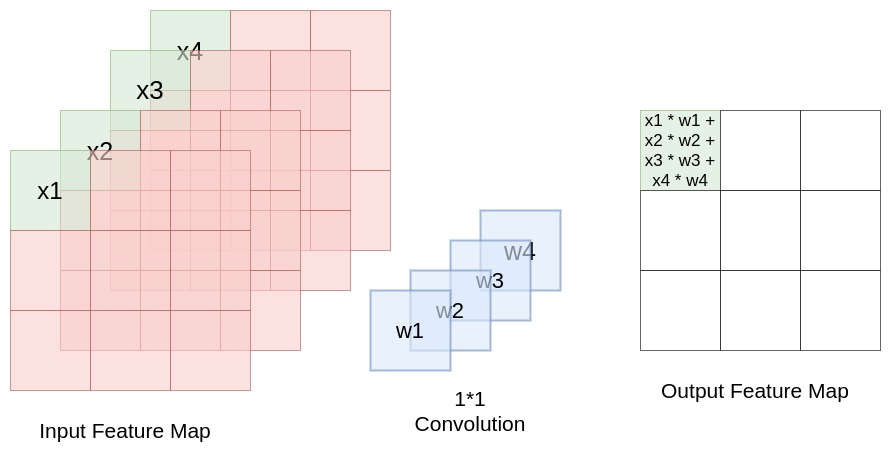 x4
x3
x2
x1
w4
w3
w2
w1
x1 * w1 +
x2 * w2 +
x3 * w3 +
x4 * w4
Input Feature Map
1*1
Convolution
Output Feature Map